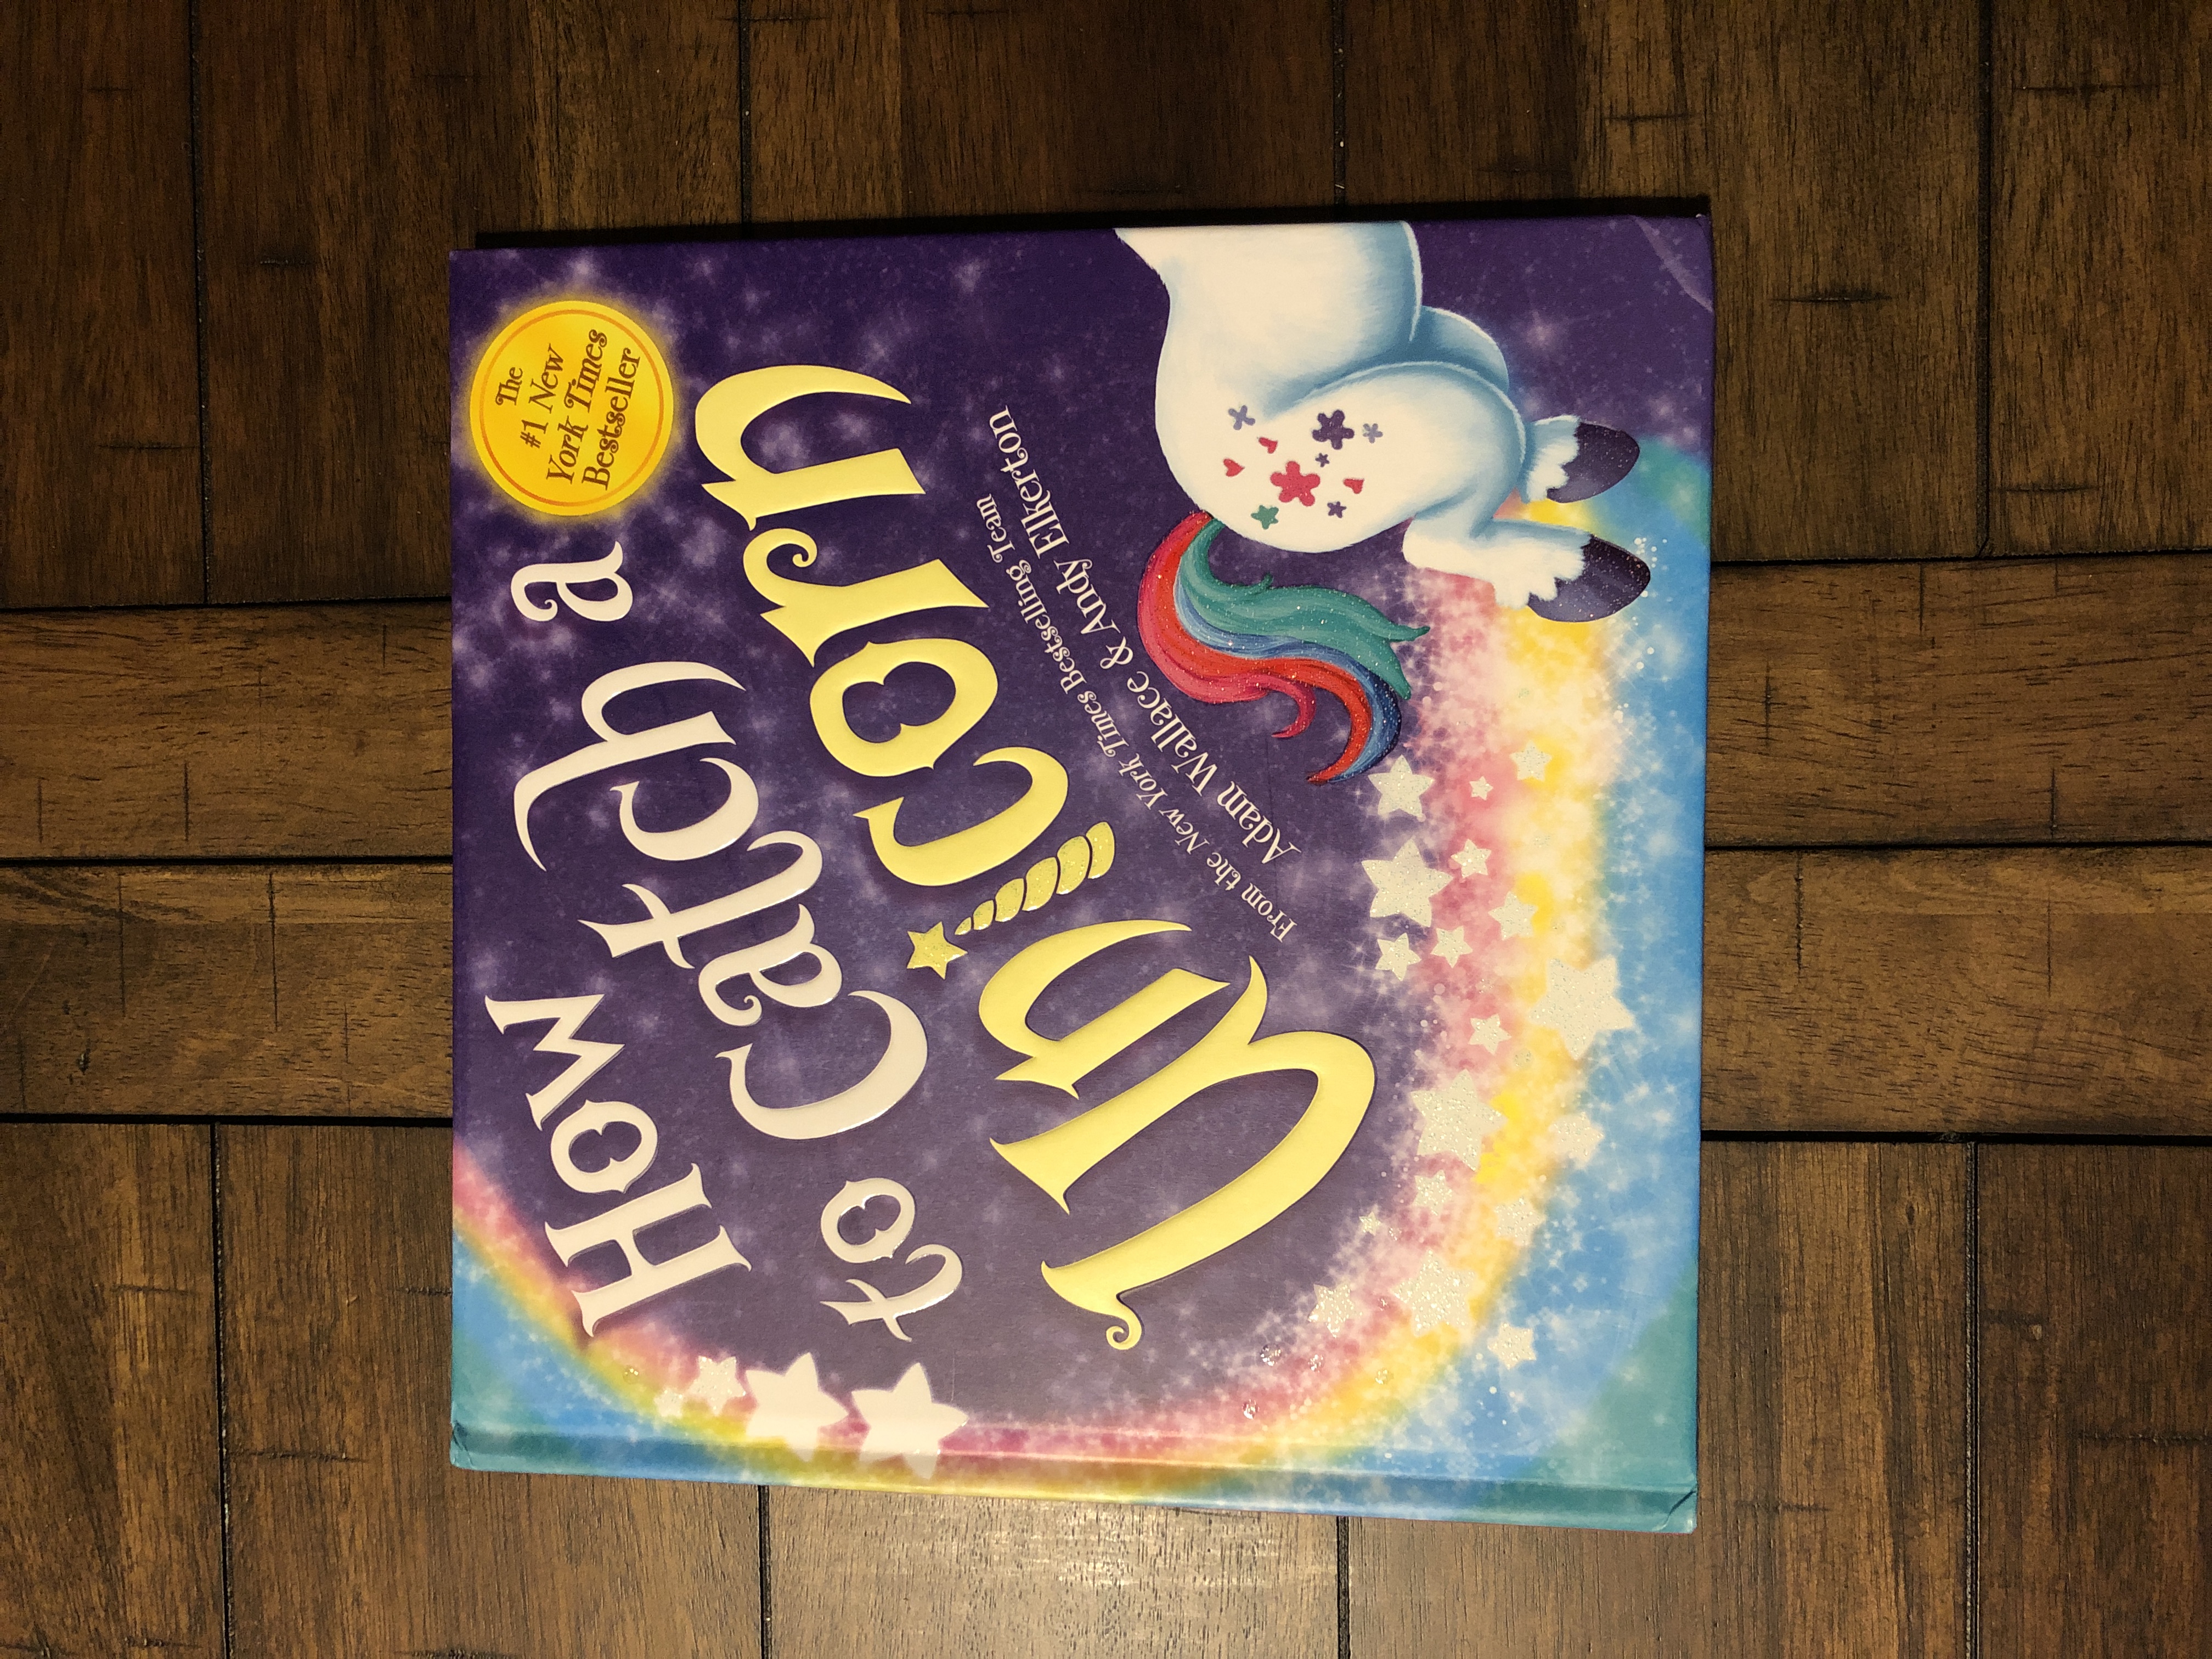 The
#1 New
York Times
Bestseller
How
to Catch a
Unicorn
From the New York Times Bestselling Team
Adam Wallace & Andy Elkerton